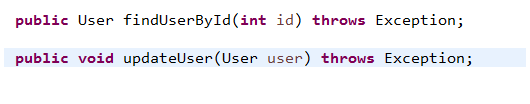 public User findUserById(int id) throws Exception;
public void updateUser(User user) throws Exception;